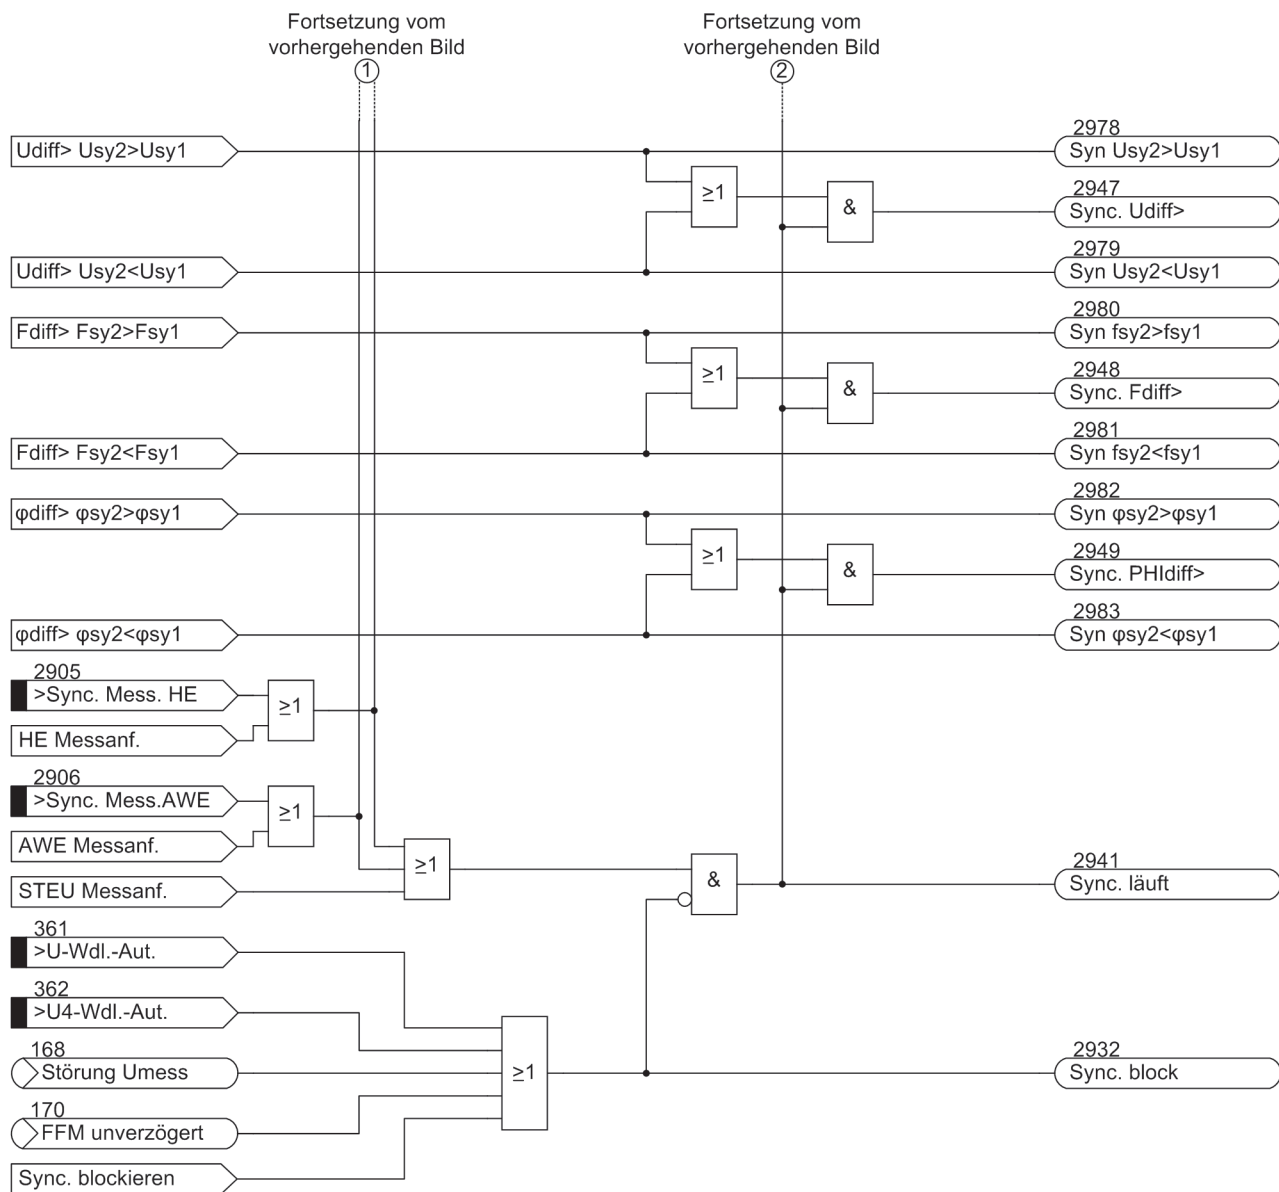 Fortsetzung vom
vorhergehenden Bild
1
Fortsetzung vom
vorhergehenden Bild
2
Udiff> Usy2>Usy1
2978
Syn Usy2>Usy1
≥1
&
2947
Sync. Udiff>
Udiff> Usy2<Usy1
2979
Syn Usy2<Usy1
Fdiff> Fsy2>Fsy1
2980
Syn fsy2>fsy1
≥1
&
2948
Sync. Fdiff>
Fdiff> Fsy2<Fsy1
2981
Syn fsy2<fsy1
φdiff> φsy2>φsy1
2982
Syn φsy2>φsy1
≥1
&
2949
Sync. PHIdiff>
φdiff> φsy2<φsy1
2983
Syn φsy2<φsy1
2905
>Sync. Mess. HE
≥1
HE Messanf.
2906
>Sync. Mess.AWE
≥1
AWE Messanf.
≥1
STEU Messanf.
&
2941
Sync. läuft
361
>U-Wdl.-Aut.
362
>U4-Wdl.-Aut.
168
Störung Umess
≥1
2932
Sync. block
170
FFM unverzögert
Sync. blockieren